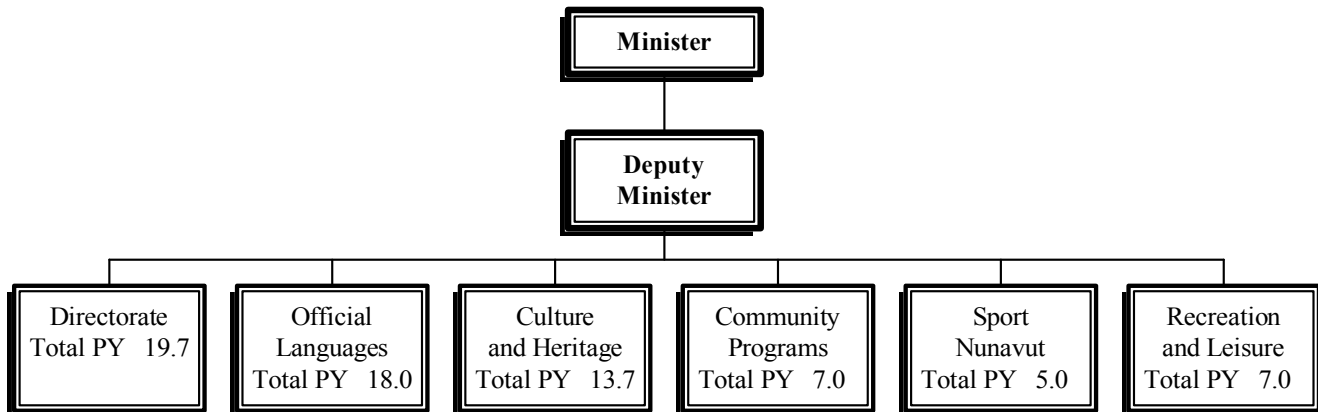 Minister
Deputy
Minister
Directorate
Total PY 19.7
Official
Languages
Total PY 18.0
Culture
and Heritage
Total PY 13.7
Community
Programs
Total PY 7.0
Sport
Nunavut
Total PY 5.0
Recreation
and Leisure
Total PY 7.0